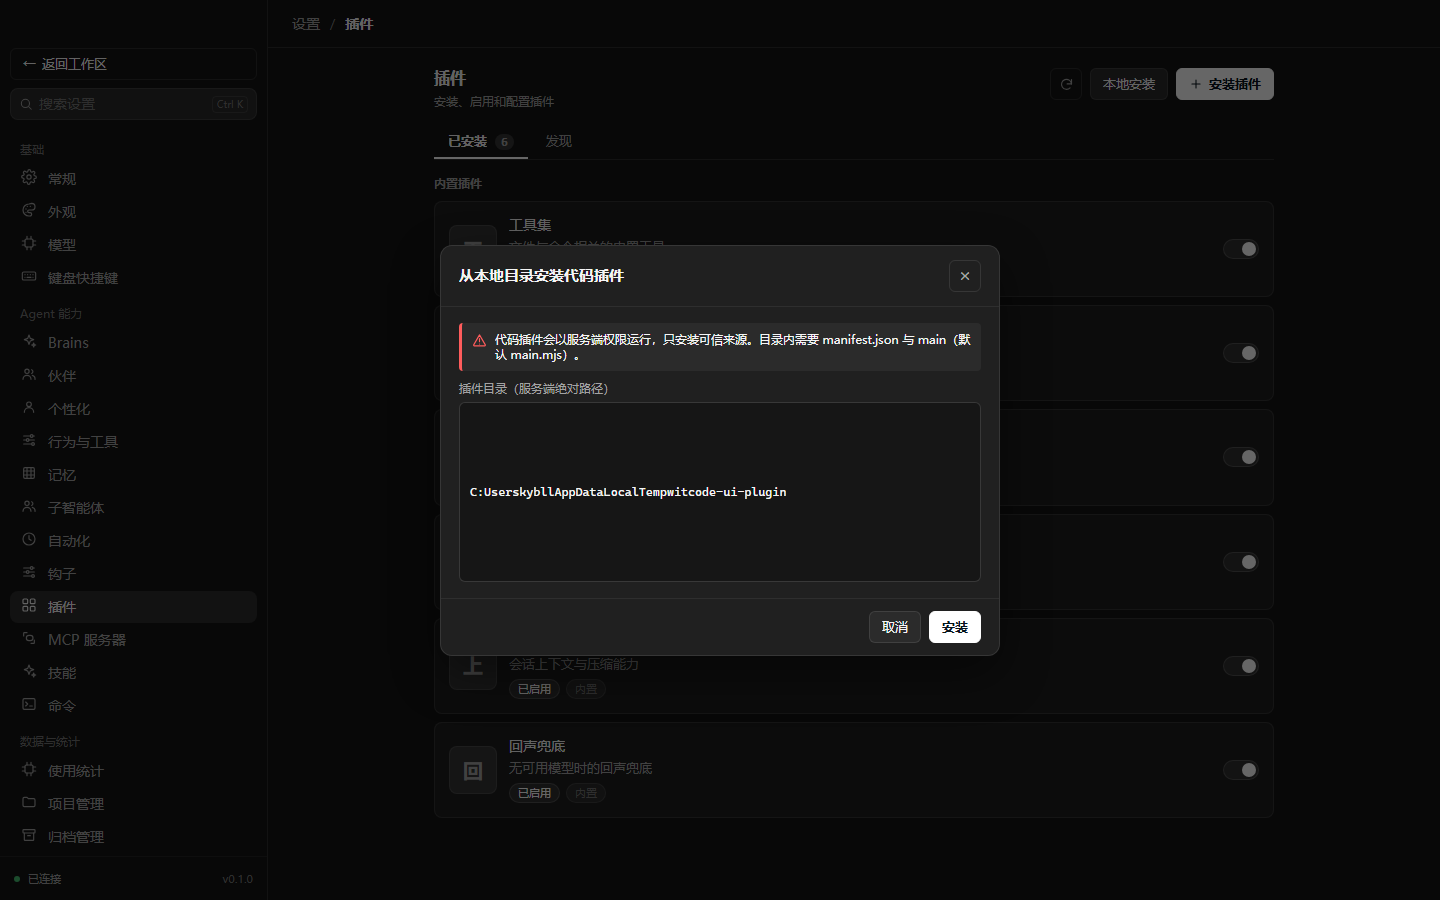 设置 / 插件
← 返回工作区
搜索设置 Ctrl K
基础
常规
外观
模型
键盘快捷键
Agent 能力
Brains
伙伴
个性化
行为与工具
记忆
子智能体
自动化
钩子
插件
MCP 服务器
技能
命令
数据与统计
使用统计
项目管理
归档管理
已连接 v0.1.0
插件
安装、启用和配置插件
本地安装
+ 安装插件
已安装 6 发现
内置插件
工具集
从本地目录安装代码插件
代码插件会以服务端权限运行，只安装可信来源。目录内需要 manifest.json 与 main（默
认 main.mjs）。
插件目录（服务端绝对路径）
C:UserskybllAppDataLocalTempwitcode-ui-plugin
取消 安装
上
会话上下文与压缩能力
已启用 内置
回
回声兜底
无可用模型时的回声兜底
已启用 内置